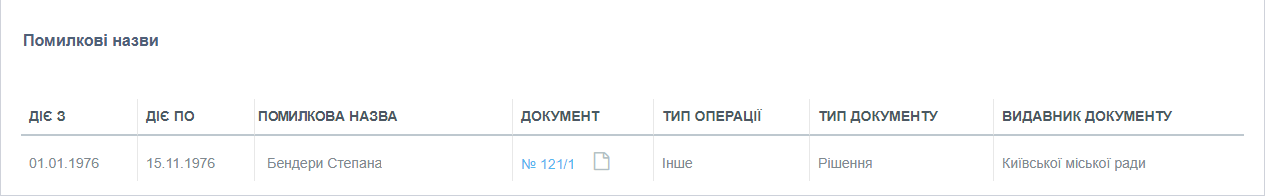 Помилкові назви
ДІЄ З ДІЄ ПО ПОМИЛКОВА НАЗВА ДОКУМЕНТ ТИП ОПЕРАЦІЇ ТИП ДОКУМЕНТУ ВИДАВНИК ДОКУМЕНТУ
01.01.1976 15.11.1976 Бендери Степана № 121/1 Інше Рішення Київської міської ради